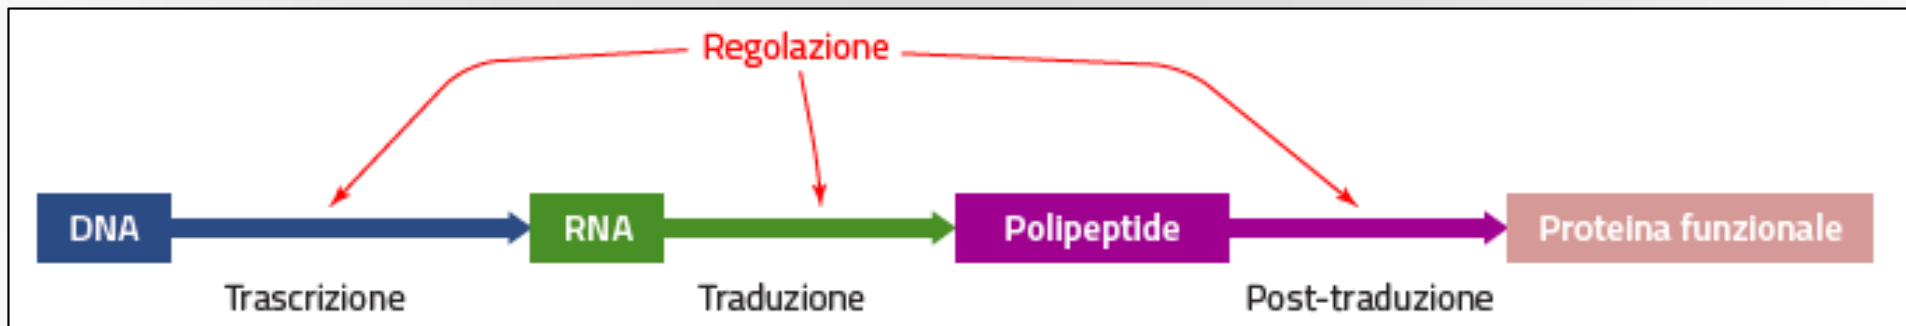 Regolazione
DNA
RNA
Polipeptide
Proteina funzionale
Trascrizione
Traduzione
Post-traduzione